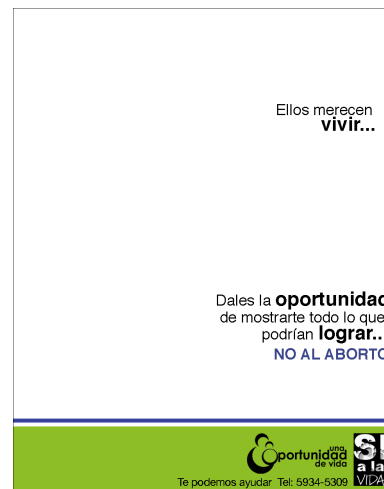 Ellos merecen
vivir...
Dales la oportunidad
de mostrarte todo lo que
podrían lograr..
NO AL ABORTO
una
oportunidad
de vida
SI
a la
VIDA
Te podemos ayudar Tel: 5934-5309